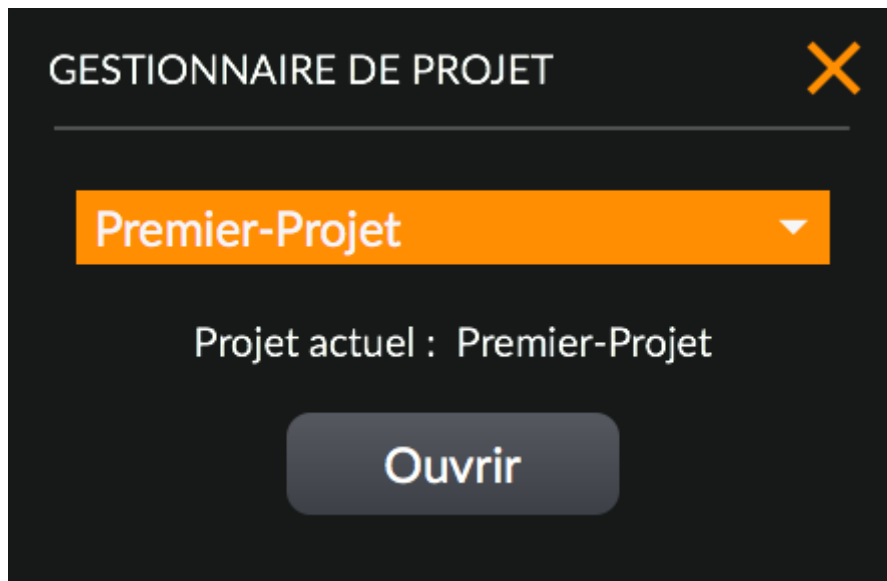 GESTIONNAIRE DE PROJET
Premier-Projet
Projet actuel : Premier-Projet
Ouvrir